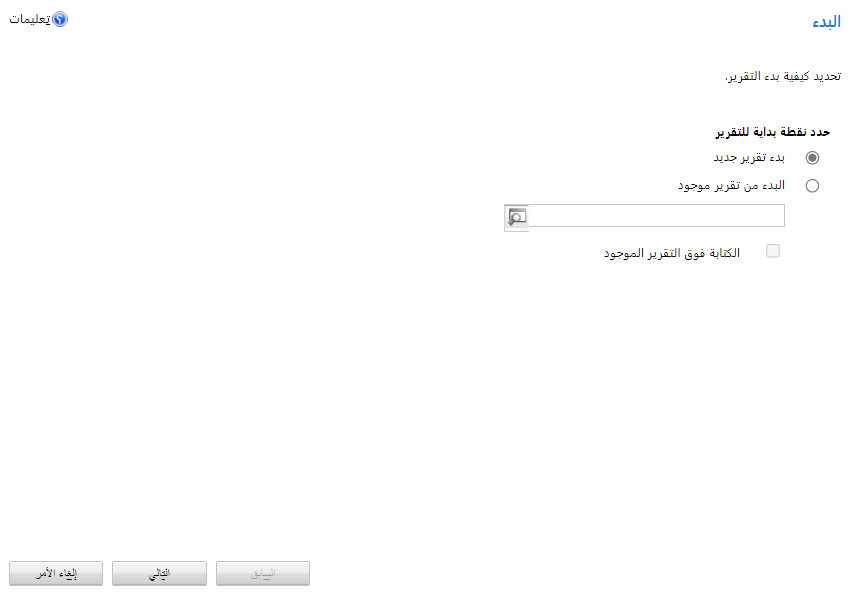 البدء
تعليمات
تحديد كيفية بدء التقرير.
حدد نقطة بداية للتقرير
بدء تقرير جديد
البدء من تقرير موجود
الكتابة فوق التقرير الموجود
السابق
التالي
إلغاء الأمر